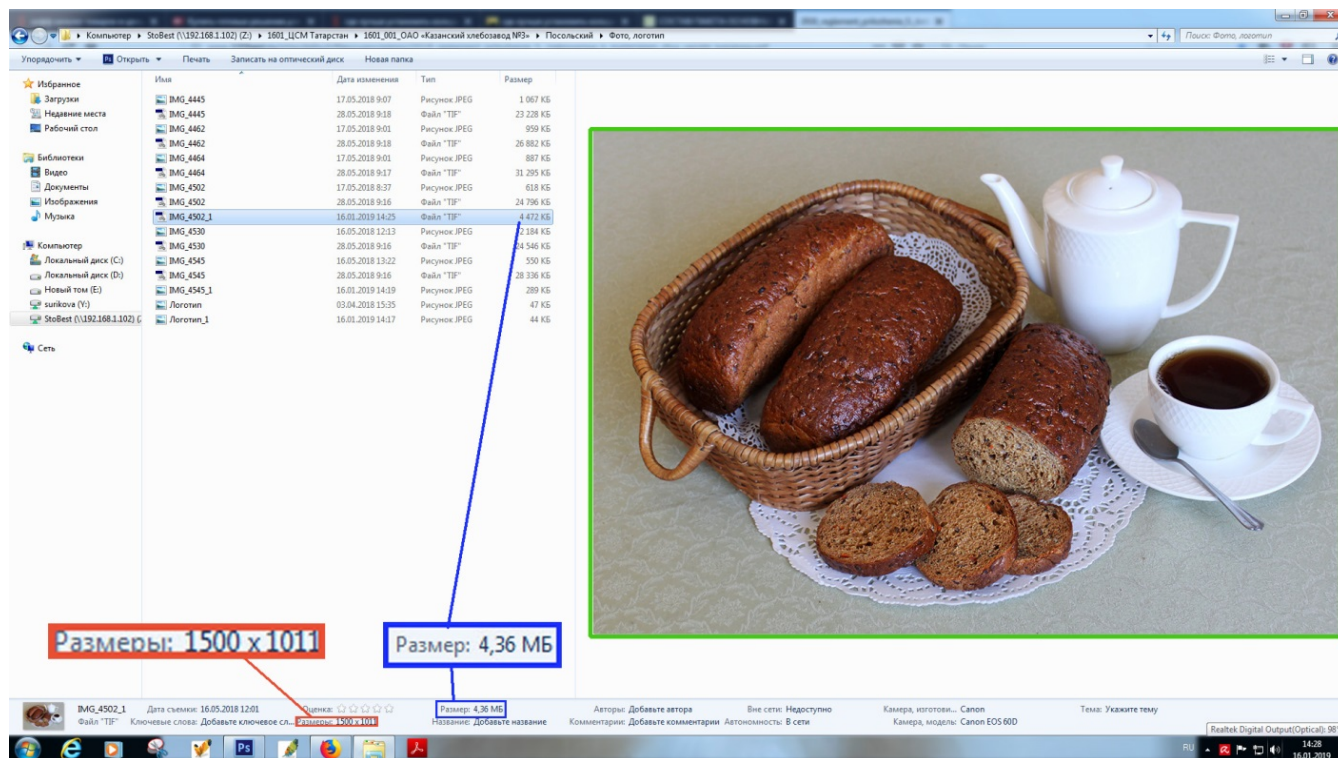 Компьютер ▸ StoBest (\\192.168.1.102) (Z:) ▸ 1601_ЦСМ Татарстан ▸ 1601_001_ОАО «Казанский хлебозавод №3» ▸ Посольский ▸ Фото, логотип
Поиск: Фото, логотип
Упорядочить Открыть Печать Записать на оптический диск Новая папка
Имя Дата изменения Тип Размер
Избранное
Загрузки
Недавние места
Рабочий стол
Библиотеки
Видео
Документы
Изображения
Музыка
Компьютер
Локальный диск (C:)
Локальный диск (D:)
Новый том (E:)
surikova (Y:)
StoBest (\\192.168.1.102) (Z
Сеть
IMG_4445 17.05.2018 9:07 Рисунок JPEG 1 067 КБ
IMG_4445 28.05.2018 9:18 Файл "TIF" 23 228 КБ
IMG_4462 17.05.2018 9:01 Рисунок JPEG 959 КБ
IMG_4462 28.05.2018 9:18 Файл "TIF" 26 882 КБ
IMG_4464 17.05.2018 9:01 Рисунок JPEG 887 КБ
IMG_4464 28.05.2018 9:17 Файл "TIF" 31 295 КБ
IMG_4502 17.05.2018 8:37 Рисунок JPEG 618 КБ
IMG_4502 28.05.2018 9:16 Файл "TIF" 24 796 КБ
IMG_4502_1 16.01.2019 14:25 Файл "TIF" 4 472 КБ
IMG_4530 16.05.2018 12:13 Рисунок JPEG 2 184 КБ
IMG_4530 28.05.2018 9:16 Файл "TIF" 24 546 КБ
IMG_4545 16.05.2018 13:22 Рисунок JPEG 550 КБ
IMG_4545 28.05.2018 9:16 Файл "TIF" 28 336 КБ
IMG_4545_1 16.01.2019 14:19 Рисунок JPEG 289 КБ
Логотип 03.04.2018 15:35 Рисунок JPEG 47 КБ
Логотип_1 16.01.2019 14:17 Рисунок JPEG 44 КБ
Размеры: 1500 x 1011
Размер: 4,36 МБ
IMG_4502_1 Дата съемки: 16.05.2018 12:01 Оценка: Размер: 4,36 МБ Авторы: Добавьте автора Вне сети: Недоступно Камера, изготови... Canon Тема: Укажите тему
Файл "TIF" Ключевые слова: Добавьте ключевое сл... Размеры: 1500 x 1011 Название: Добавьте название Комментарии: Добавьте комментарии Автономность: В сети Камера, модель: Canon EOS 60D
Realtek Digital Output(Optical): 98
Ps
RU 14:28
16.01.2019